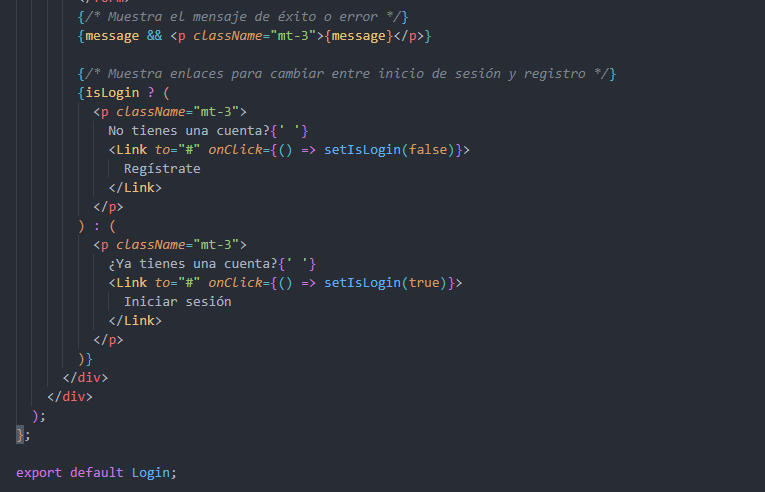 </form>
{/* Muestra el mensaje de éxito o error */}
{message && <p className="mt-3">{message}</p>}
{/* Muestra enlaces para cambiar entre inicio de sesión y registro */}
{isLogin ? (
<p className="mt-3">
No tienes una cuenta?{' '}
<Link to="#" onClick={() => setIsLogin(false)}>
Regístrate
</Link>
</p>
) : (
<p className="mt-3">
¿Ya tienes una cuenta?{' '}
<Link to="#" onClick={() => setIsLogin(true)}>
Iniciar sesión
</Link>
</p>
)}
</div>
</div>
);
};
export default Login;